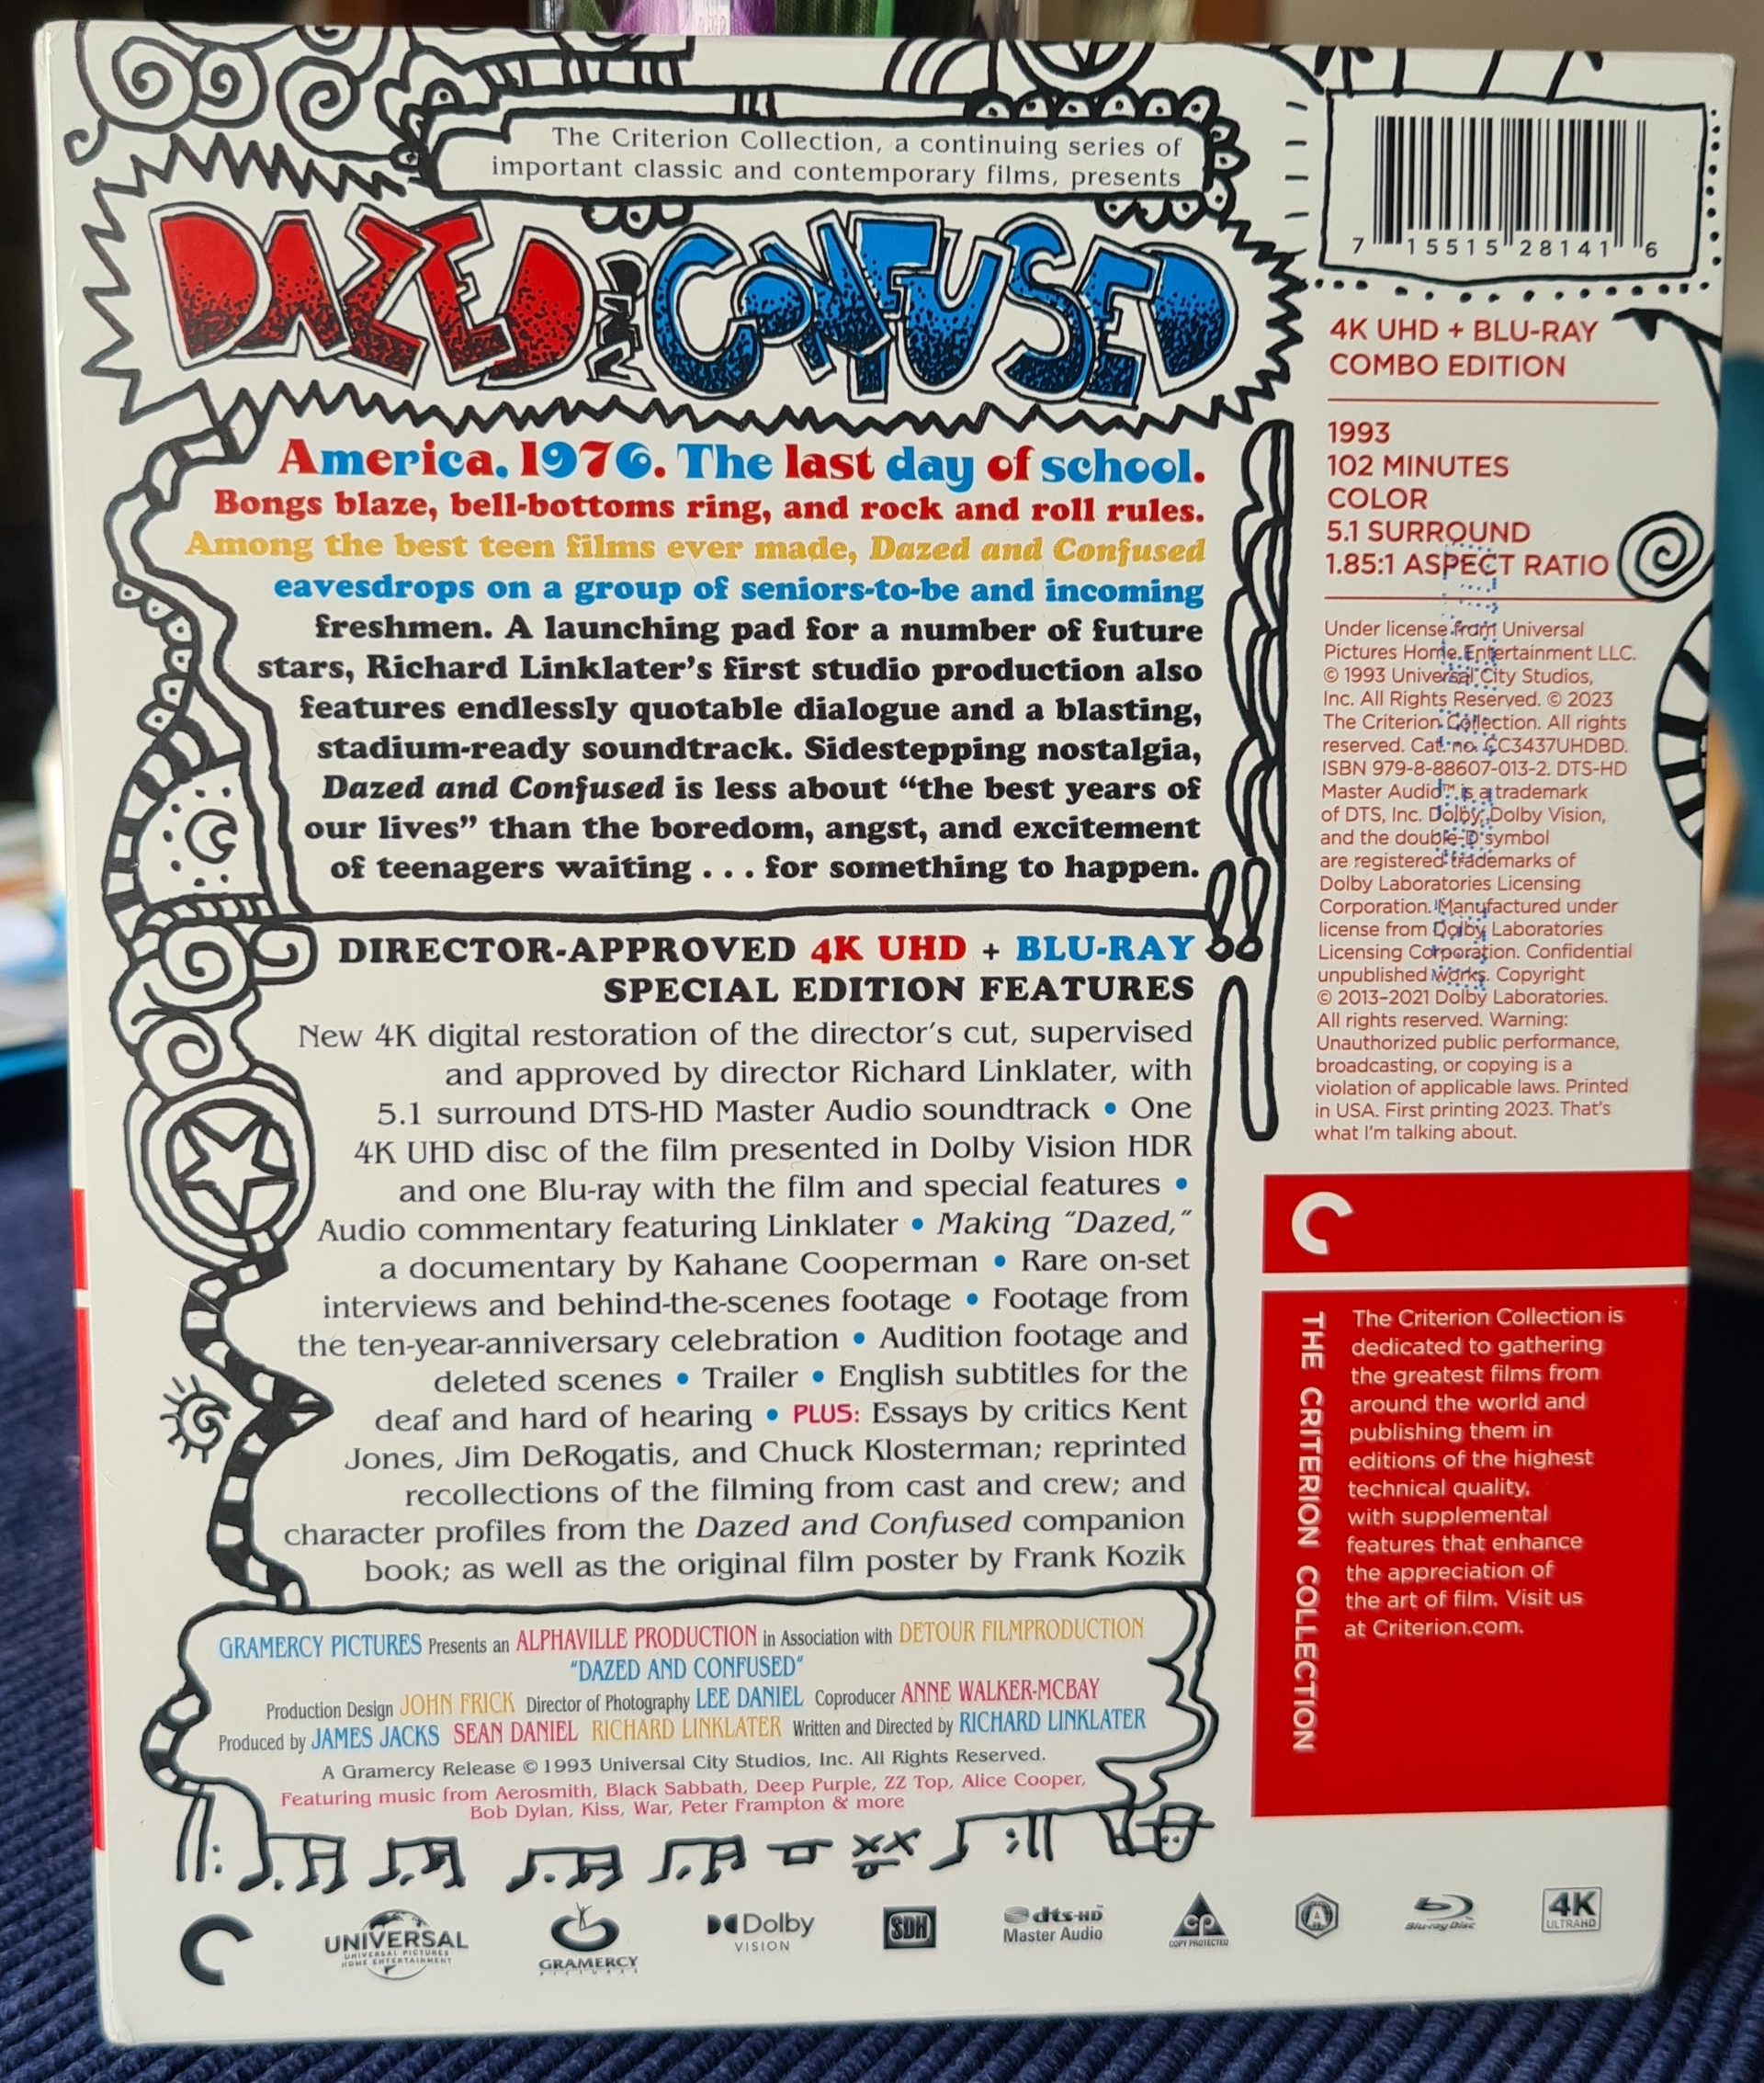 The Criterion Collection, a continuing series of
important classic and contemporary films, presents
DAZED AND CONFUSED
America, 1976. The last day of school.
Bongs blaze, bell-bottoms ring, and rock and roll rules.
Among the best teen films ever made, Dazed and Confused
eavesdrops on a group of seniors-to-be and incoming
freshmen. A launching pad for a number of future
stars, Richard Linklater's first studio production also
features endlessly quotable dialogue and a blasting,
stadium-ready soundtrack. Sidestepping nostalgia,
Dazed and Confused is less about “the best years of
our lives” than the boredom, angst, and excitement
of teenagers waiting . . . for something to happen.
DIRECTOR-APPROVED 4K UHD + BLU-RAY
SPECIAL EDITION FEATURES
New 4K digital restoration of the director's cut, supervised
and approved by director Richard Linklater, with
5.1 surround DTS-HD Master Audio soundtrack • One
4K UHD disc of the film presented in Dolby Vision HDR
and one Blu-ray with the film and special features •
Audio commentary featuring Linklater • Making “Dazed,”
a documentary by Kahane Cooperman • Rare on-set
interviews and behind-the-scenes footage • Footage from
the ten-year-anniversary celebration • Audition footage and
deleted scenes • Trailer • English subtitles for the
deaf and hard of hearing • PLUS: Essays by critics Kent
Jones, Jim DeRogatis, and Chuck Klosterman; reprinted
recollections of the filming from cast and crew; and
character profiles from the Dazed and Confused companion
book; as well as the original film poster by Frank Kozik
GRAMERCY PICTURES Presents an ALPHAVILLE PRODUCTION in Association with DETOUR FILMPRODUCTION
“DAZED AND CONFUSED”
Production Design JOHN FRICK Director of Photography LEE DANIEL Coproducer ANNE WALKER-MCBAY
Produced by JAMES JACKS SEAN DANIEL RICHARD LINKLATER Written and Directed by RICHARD LINKLATER
A Gramercy Release © 1993 Universal City Studios, Inc. All Rights Reserved.
Featuring music from Aerosmith, Black Sabbath, Deep Purple, ZZ Top, Alice Cooper,
Bob Dylan, Kiss, War, Peter Frampton & more
7 15515 28141 6
4K UHD + BLU-RAY
COMBO EDITION
1993
102 MINUTES
COLOR
5.1 SURROUND
1.85:1 ASPECT RATIO
Under license from Universal
Pictures Home Entertainment LLC.
© 1993 Universal City Studios,
Inc. All Rights Reserved. © 2023
The Criterion Collection. All rights
reserved. Cat. no. CC3437UHDBD.
ISBN 979-8-88607-013-2. DTS-HD
Master Audio™ is a trademark
of DTS, Inc. Dolby, Dolby Vision,
and the double-D symbol
are registered trademarks of
Dolby Laboratories Licensing
Corporation. Manufactured under
license from Dolby Laboratories
Licensing Corporation. Confidential
unpublished works. Copyright
© 2013–2021 Dolby Laboratories.
All rights reserved. Warning:
Unauthorized public performance,
broadcasting, or copying is a
violation of applicable laws. Printed
in USA. First printing 2023. That's
what I'm talking about.
THE CRITERION COLLECTION
The Criterion Collection is
dedicated to gathering
the greatest films from
around the world and
publishing them in
editions of the highest
technical quality,
with supplemental
features that enhance
the appreciation of
the art of film. Visit us
at Criterion.com.
UNIVERSAL
UNIVERSAL PICTURES
HOME ENTERTAINMENT
GRAMERCY
PICTURES
Dolby
VISION
SDH
dts-HD
Master Audio
CP
COPY PROTECTED
A
Blu-ray Disc
4K
ULTRAHD